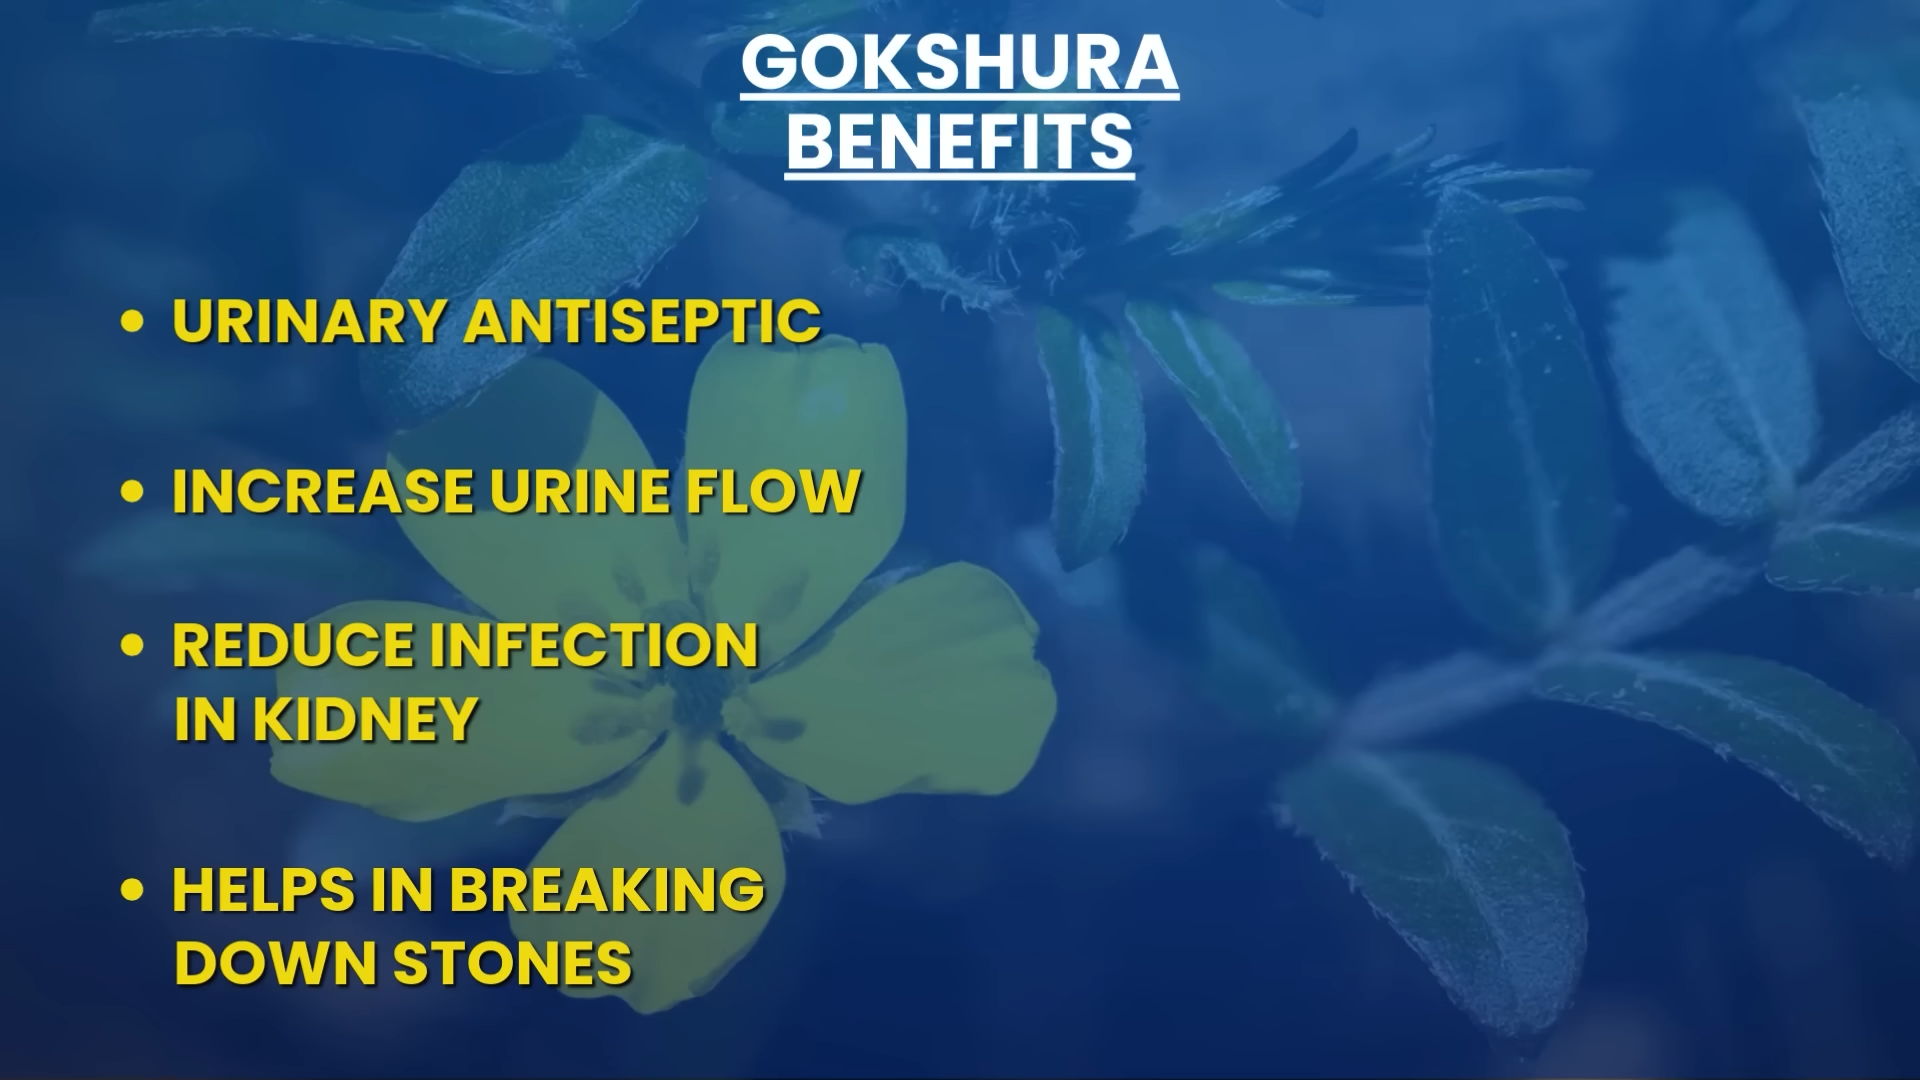 GOKSHURA
BENEFITS
• URINARY ANTISEPTIC
• INCREASE URINE FLOW
• REDUCE INFECTION
IN KIDNEY
• HELPS IN BREAKING
DOWN STONES